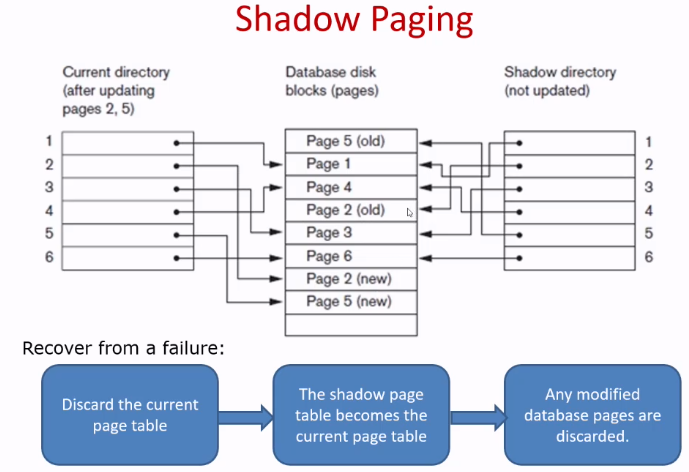 Shadow Paging
Current directory
(after updating
pages 2, 5)
Database disk
blocks (pages)
Shadow directory
(not updated)
1
2
3
4
5
6
Page 5 (old)
Page 1
Page 4
Page 2 (old)
Page 3
Page 6
Page 2 (new)
Page 5 (new)
1
2
3
4
5
6
Recover from a failure:
Discard the current
page table
The shadow page
table becomes the
current page table
Any modified
database pages are
discarded.